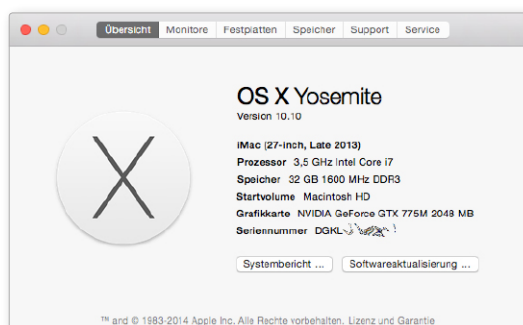 Übersicht Monitore Festplatten Speicher Support Service
OS X Yosemite
Version 10.10
iMac (27-inch, Late 2013)
Prozessor 3,5 GHz Intel Core i7
Speicher 32 GB 1600 MHz DDR3
Startvolume Macintosh HD
Grafikkarte NVIDIA GeForce GTX 775M 2048 MB
Seriennummer DGKL
Systembericht ... Softwareaktualisierung ...
™ and © 1983-2014 Apple Inc. Alle Rechte vorbehalten. Lizenz und Garantie